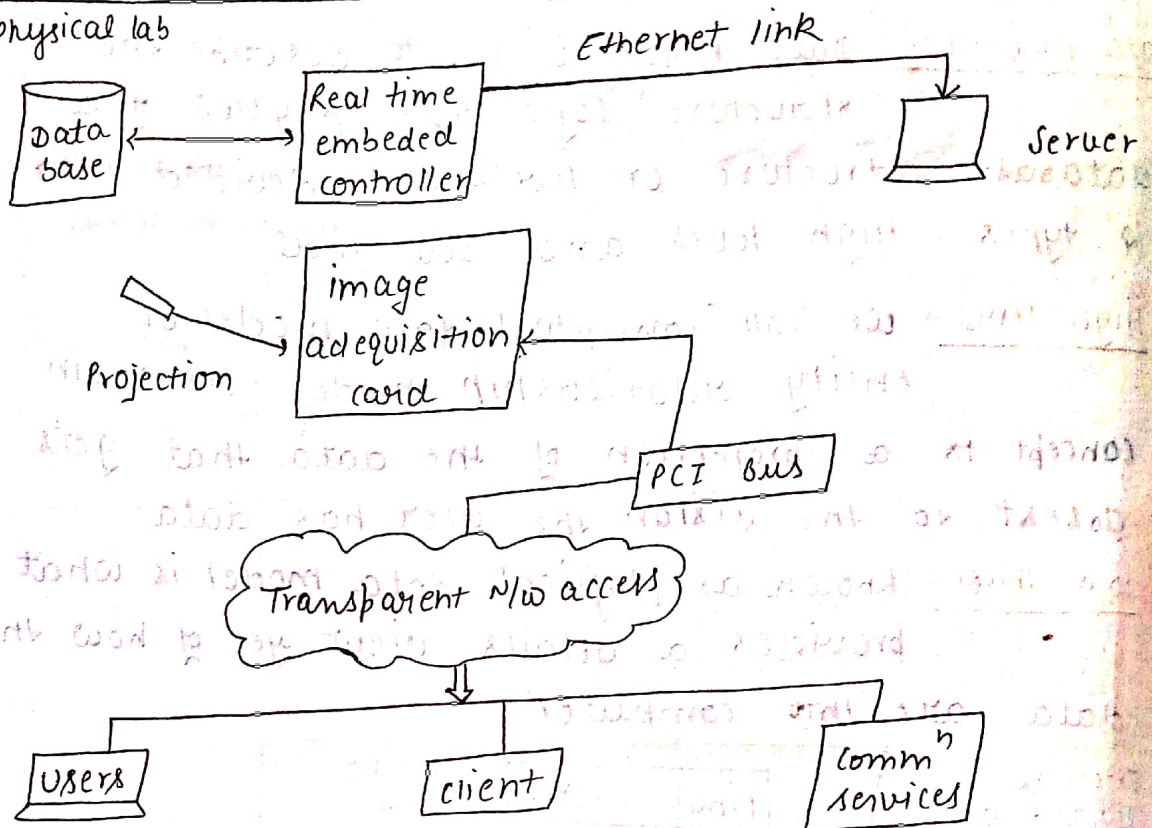 physical lab
Ethernet link
Data
base
Real time
embeded
controller
Server
image
adequisition
card
Projection
PCI Bus
Transparent N/w access
users
client
commⁿ
services